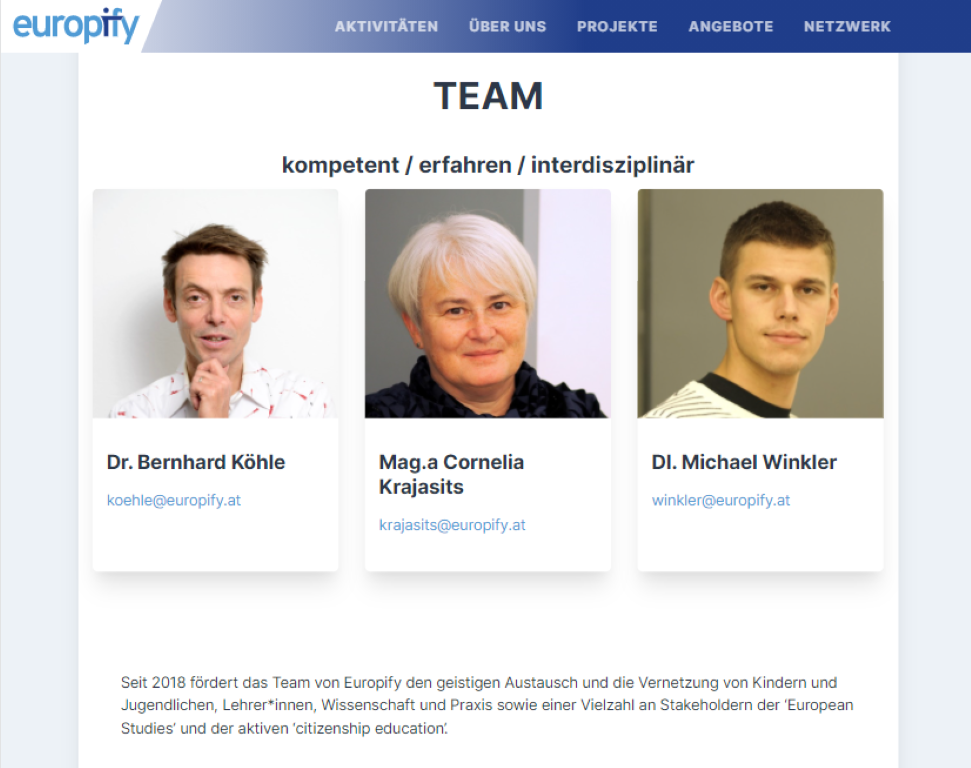 europify
AKTIVITÄTEN ÜBER UNS PROJEKTE ANGEBOTE NETZWERK
TEAM
kompetent / erfahren / interdisziplinär
Dr. Bernhard Köhle
koehle@europify.at
Mag.a Cornelia
Krajasits
krajasits@europify.at
DI. Michael Winkler
winkler@europify.at
Seit 2018 fördert das Team von Europify den geistigen Austausch und die Vernetzung von Kindern und
Jugendlichen, Lehrer*innen, Wissenschaft und Praxis sowie einer Vielzahl an Stakeholdern der ‘European
Studies’ und der aktiven ‘citizenship education’.